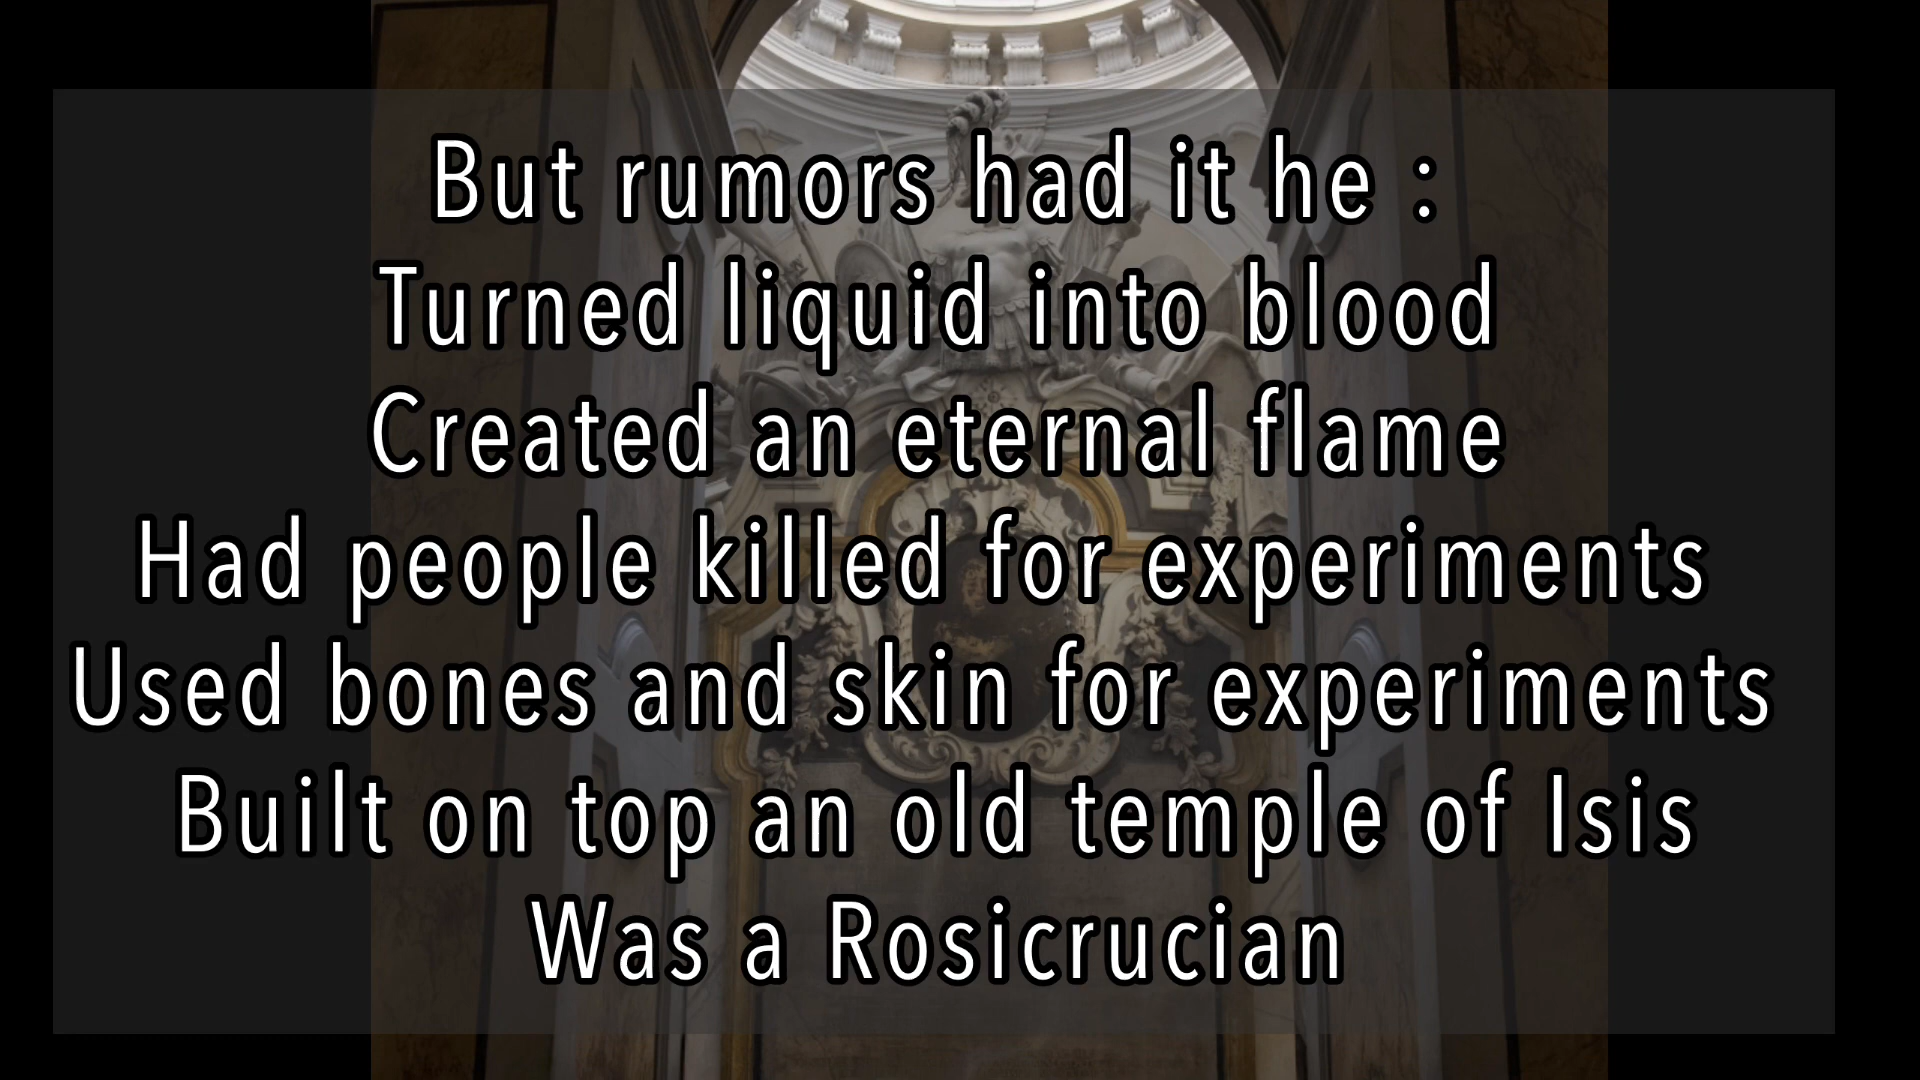 But rumors had it he :
Turned liquid into blood
Created an eternal flame
Had people killed for experiments
Used bones and skin for experiments
Built on top an old temple of Isis
Was a Rosicrucian